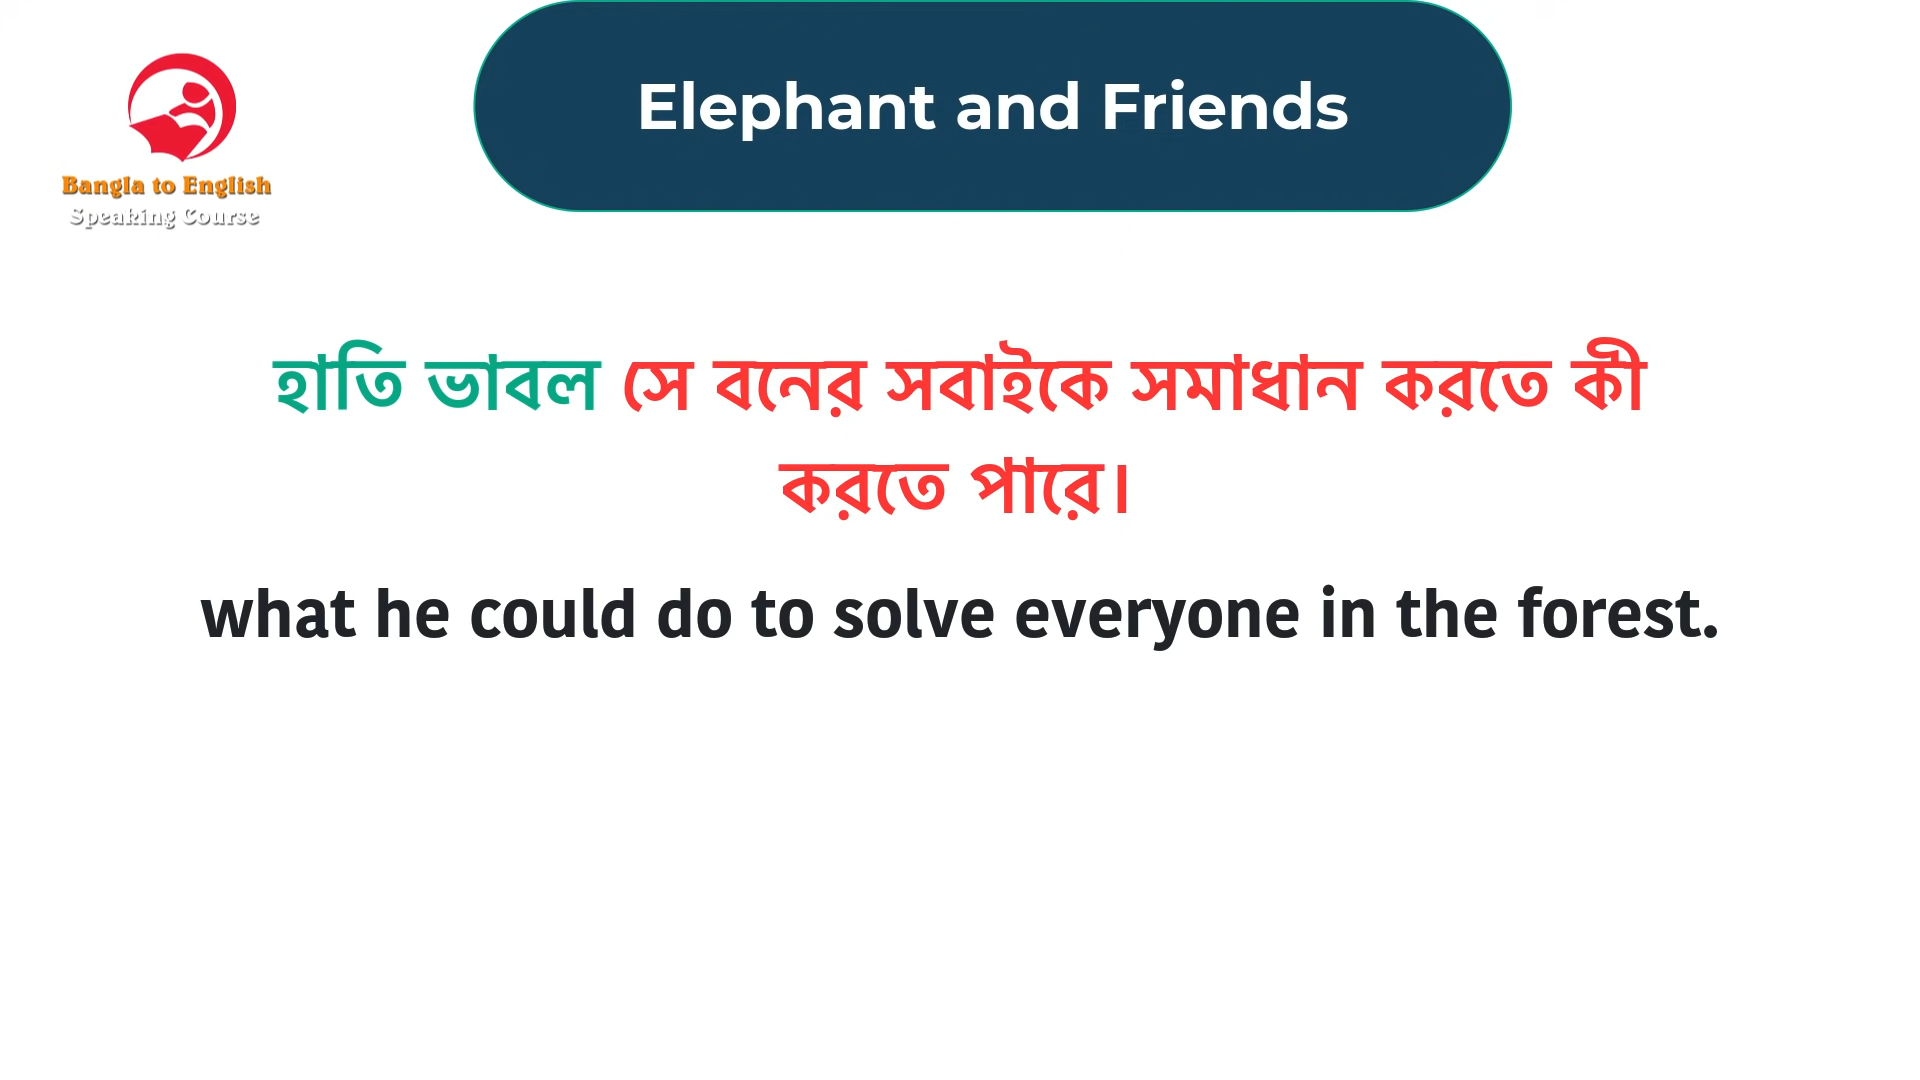 Elephant and Friends
Bangla to English
Speaking Course
হাতি ভাবল সে বনের সবাইকে সমাধান করতে কী
করতে পারে।
what he could do to solve everyone in the forest.